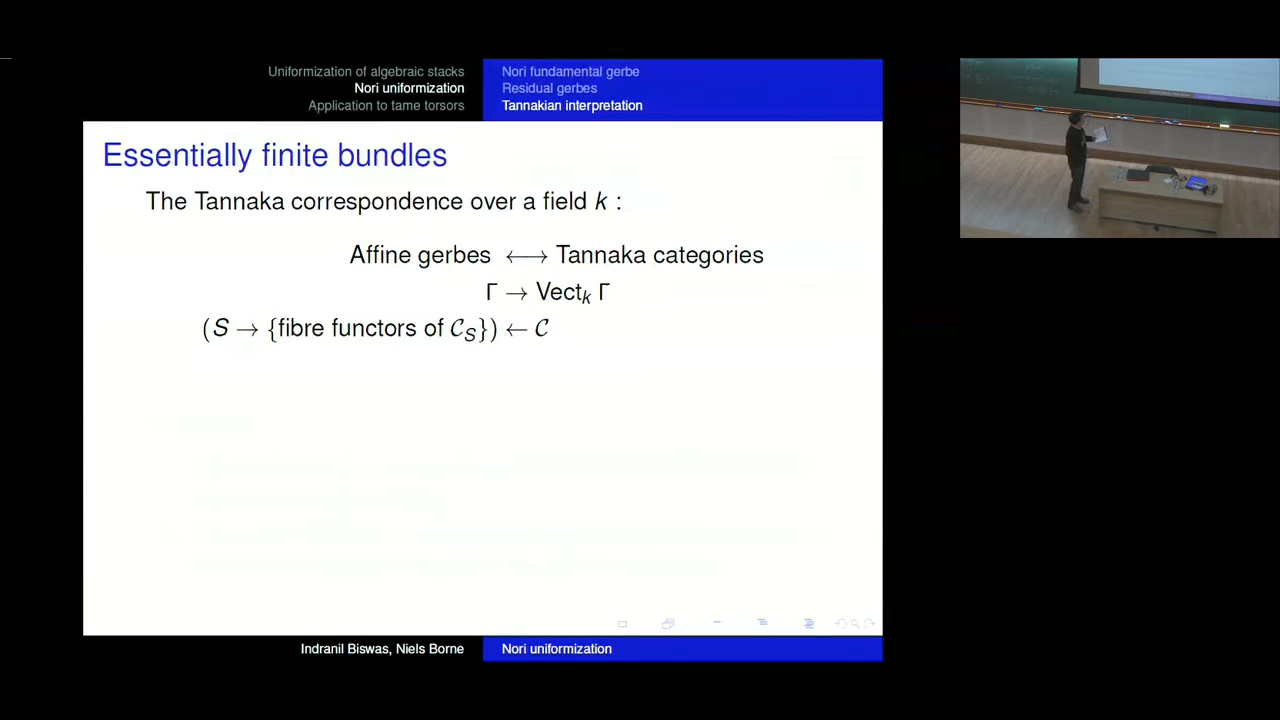 Uniformization of algebraic stacks
Nori uniformization
Application to tame torsors
Nori fundamental gerbe
Residual gerbes
Tannakian interpretation
Essentially finite bundles
The Tannaka correspondence over a field k :
Affine gerbes ⟷ Tannaka categories
Γ → Vectₖ Γ
(S → {fibre functors of 𝒞_S}) ← 𝒞
Indranil Biswas, Niels Borne
Nori uniformization